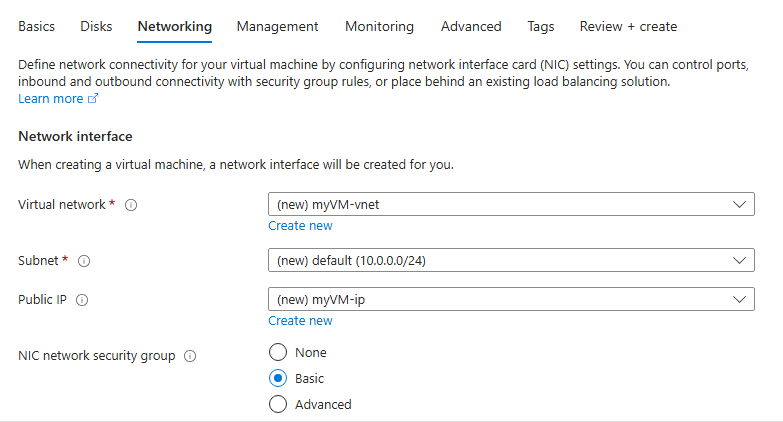 Basics Disks Networking Management Monitoring Advanced Tags Review + create
Define network connectivity for your virtual machine by configuring network interface card (NIC) settings. You can control ports,
inbound and outbound connectivity with security group rules, or place behind an existing load balancing solution.
Learn more
Network interface
When creating a virtual machine, a network interface will be created for you.
Virtual network * (new) myVM-vnet
Create new
Subnet * (new) default (10.0.0.0/24)
Public IP (new) myVM-ip
Create new
NIC network security group None
Basic
Advanced